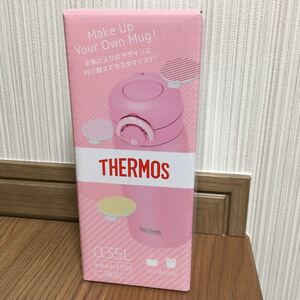 Make Up
Your Own Mug!
お気に入りのデザインに
付け替えてカスタマイズ!
THERMOS
THERMOS
0.35L